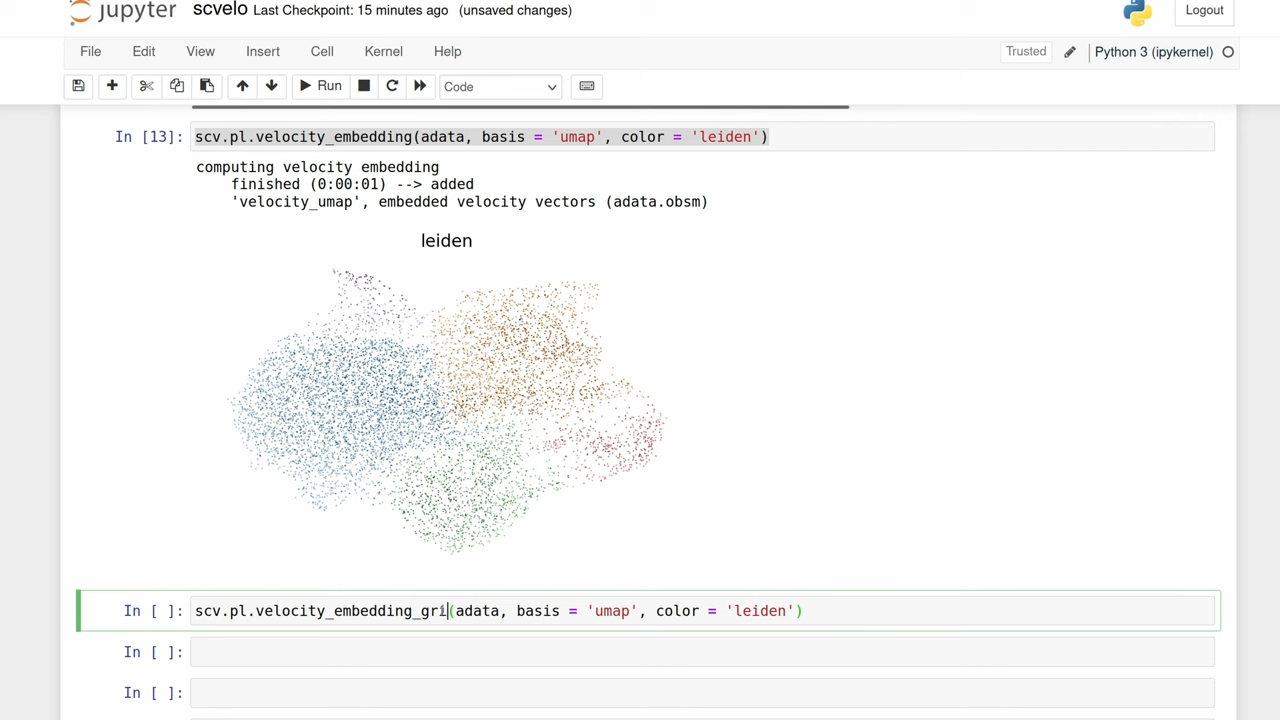 jupyter scvelo Last Checkpoint: 15 minutes ago (unsaved changes) Logout
File Edit View Insert Cell Kernel Help Trusted Python 3 (ipykernel)
Run Code
In [13]: scv.pl.velocity_embedding(adata, basis = 'umap', color = 'leiden')
computing velocity embedding
finished (0:00:01) --> added
'velocity_umap', embedded velocity vectors (adata.obsm)
leiden
In [ ]: scv.pl.velocity_embedding_gri(adata, basis = 'umap', color = 'leiden')
In [ ]:
In [ ]: